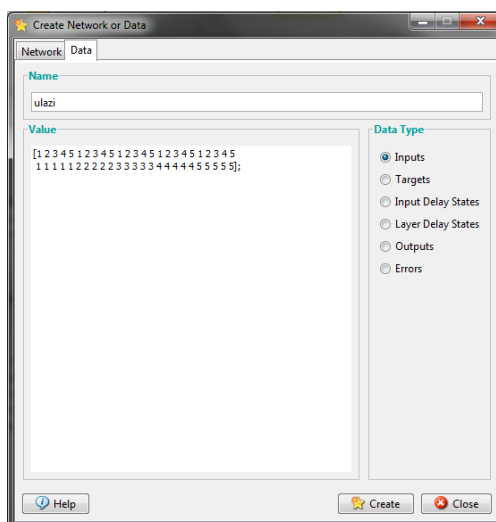 Create Network or Data
Network Data
Name
ulazi
Value
[1 2 3 4 5 1 2 3 4 5 1 2 3 4 5 1 2 3 4 5 1 2 3 4 5
1 1 1 1 1 2 2 2 2 2 3 3 3 3 3 4 4 4 4 4 5 5 5 5 5];
Data Type
Inputs
Targets
Input Delay States
Layer Delay States
Outputs
Errors
Help
Create
Close